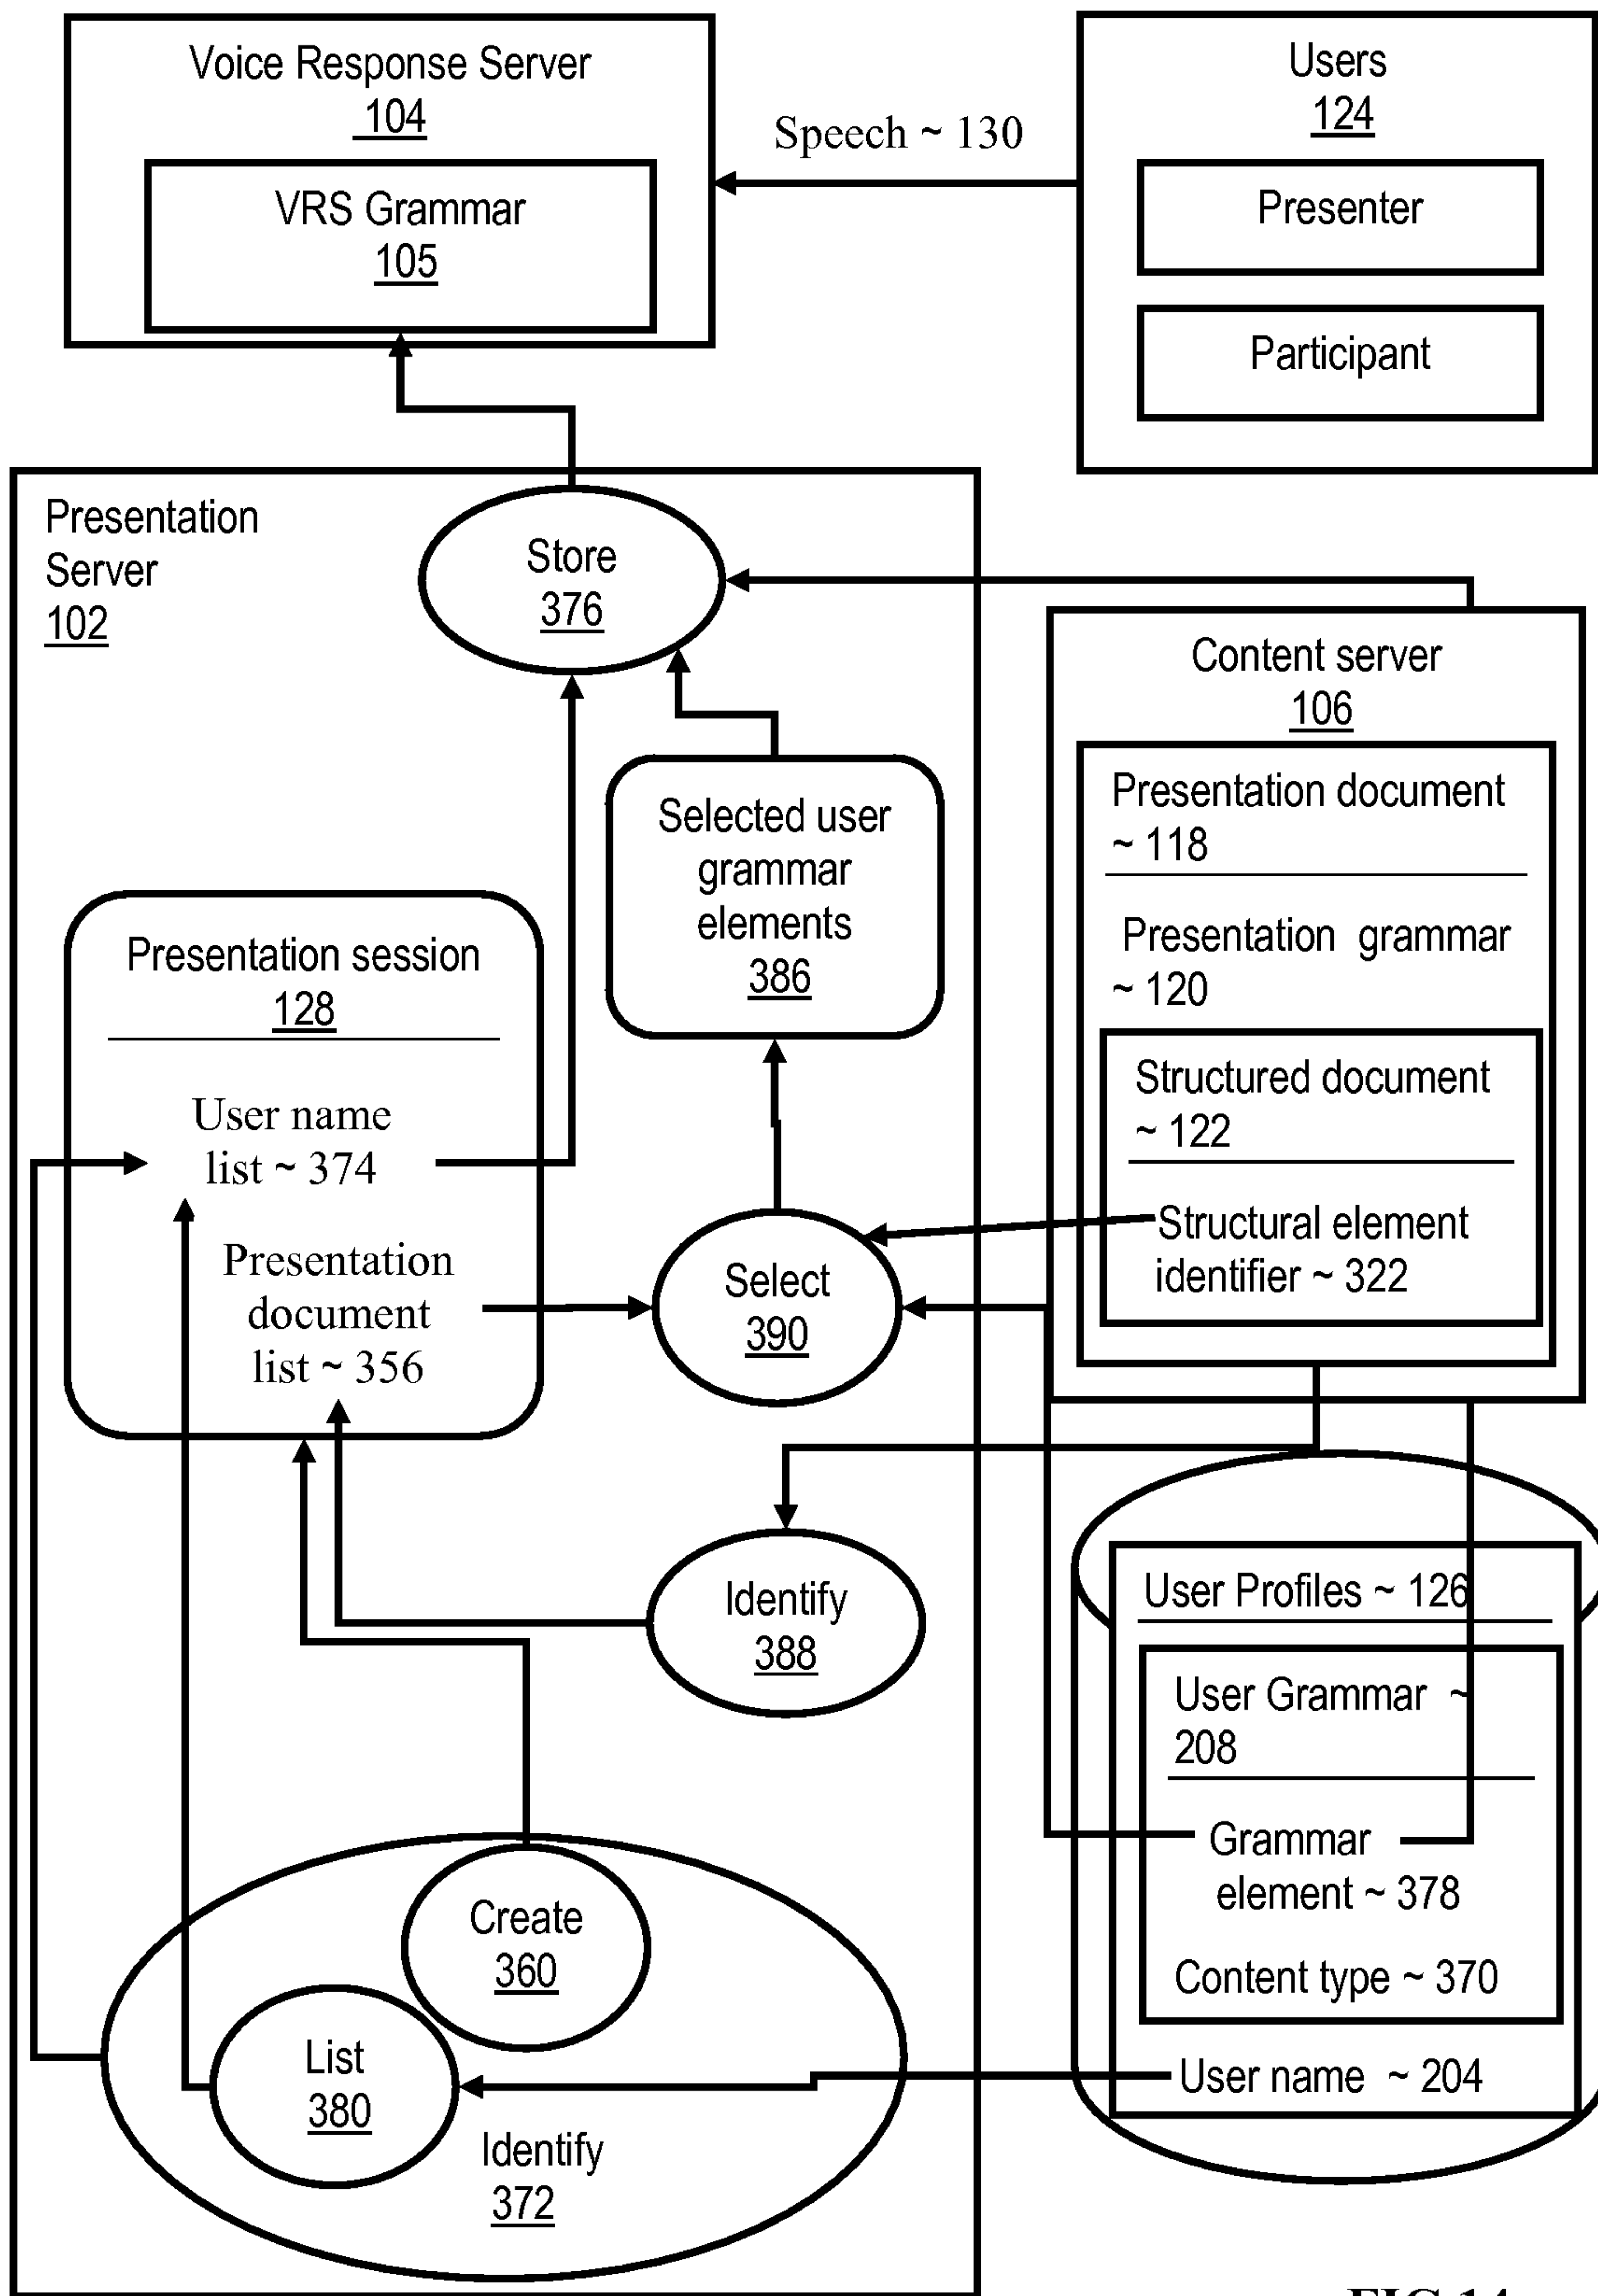 Voice Response Server
104
VRS Grammar
105
Speech ~ 130
Users
124
Presenter
Participant
Presentation
Server
102
Store
376
Content server
106
Presentation document
~ 118
Presentation grammar
~ 120
Structured document
~ 122
Structural element
identifier ~ 322
Selected user
grammar
elements
386
Presentation session
128
User name
list ~ 374
Presentation
document
list ~ 356
Select
390
Identify
388
User Profiles ~ 126
User Grammar ~
208
Grammar
element ~ 378
Content type ~ 370
User name ~ 204
Create
360
List
380
Identify
372